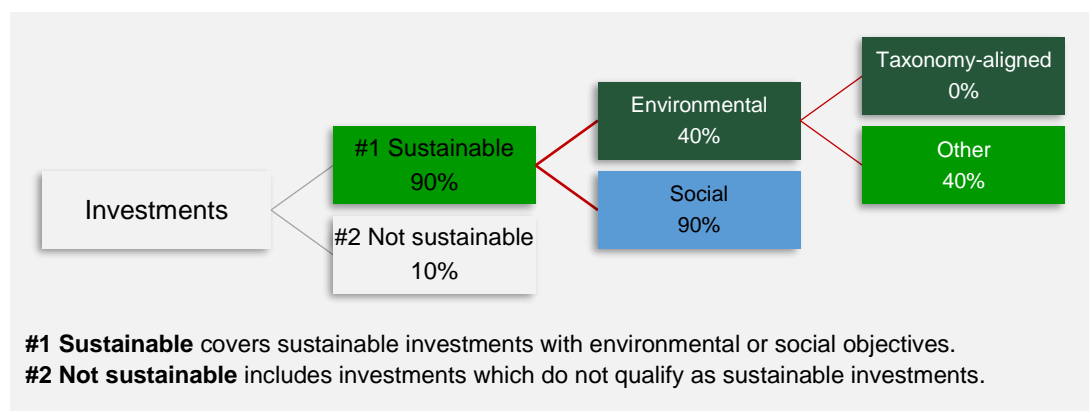 Taxonomy-aligned
0%
Environmental
40%
#1 Sustainable
90%
Other
40%
Investments
Social
90%
#2 Not sustainable
10%
#1 Sustainable covers sustainable investments with environmental or social objectives.
#2 Not sustainable includes investments which do not qualify as sustainable investments.